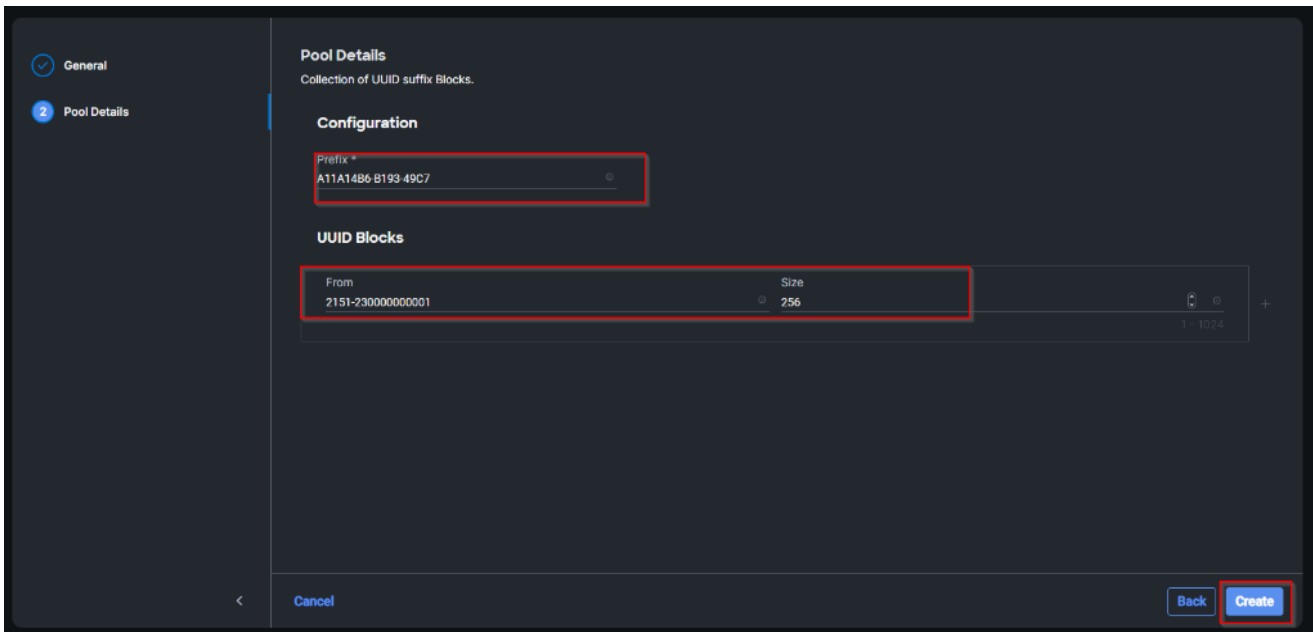 General
2 Pool Details
Pool Details
Collection of UUID suffix Blocks.
Configuration
Prefix *
A11A14B6-B193-49C7
UUID Blocks
From
2151-230000000001
Size
256
1 - 1024
Cancel
Back
Create